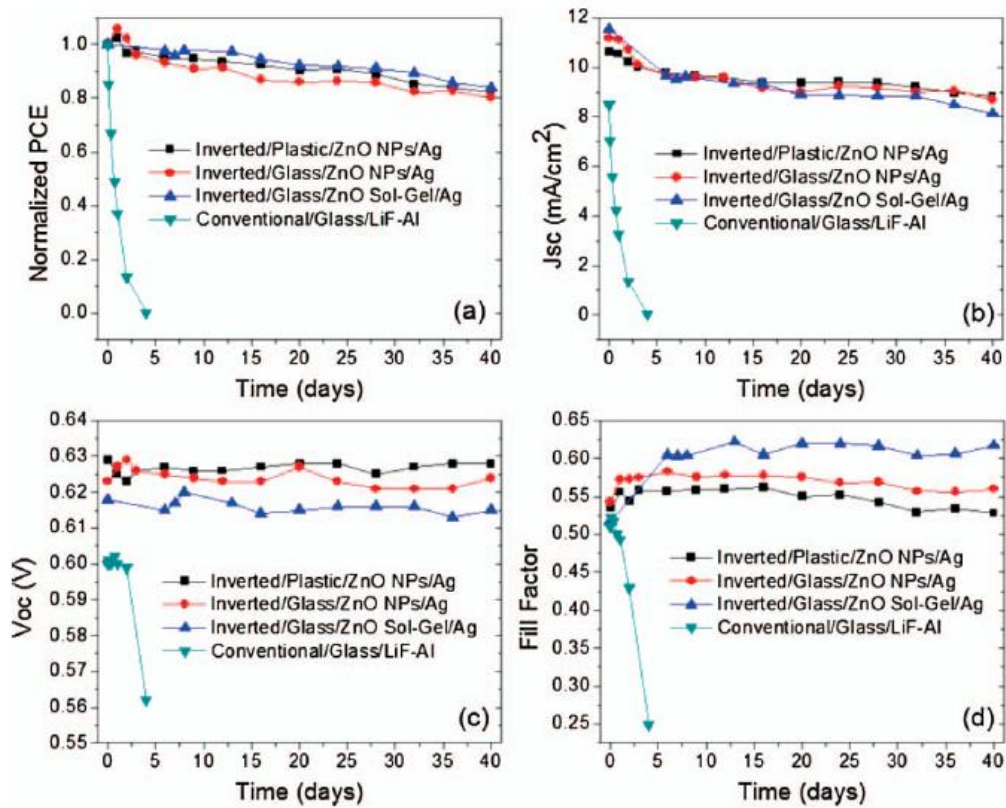 (a)
Normalized PCE
1.0
0.8
0.6
0.4
0.2
0.0
Inverted/Plastic/ZnO NPs/Ag
Inverted/Glass/ZnO NPs/Ag
Inverted/Glass/ZnO Sol-Gel/Ag
Conventional/Glass/LiF-Al
0 5 10 15 20 25 30 35 40
Time (days)
(b)
Jsc (mA/cm2)
12
10
8
6
4
2
0
Inverted/Plastic/ZnO NPs/Ag
Inverted/Glass/ZnO NPs/Ag
Inverted/Glass/ZnO Sol-Gel/Ag
Conventional/Glass/LiF-Al
0 5 10 15 20 25 30 35 40
Time (days)
(c)
Voc (V)
0.64
0.63
0.62
0.61
0.60
0.59
0.58
0.57
0.56
0.55
Inverted/Plastic/ZnO NPs/Ag
Inverted/Glass/ZnO NPs/Ag
Inverted/Glass/ZnO Sol-Gel/Ag
Conventional/Glass/LiF-Al
0 5 10 15 20 25 30 35 40
Time (days)
(d)
Fill Factor
0.65
0.60
0.55
0.50
0.45
0.40
0.35
0.30
0.25
Inverted/Plastic/ZnO NPs/Ag
Inverted/Glass/ZnO NPs/Ag
Inverted/Glass/ZnO Sol-Gel/Ag
Conventional/Glass/LiF-Al
0 5 10 15 20 25 30 35 40
Time (days)